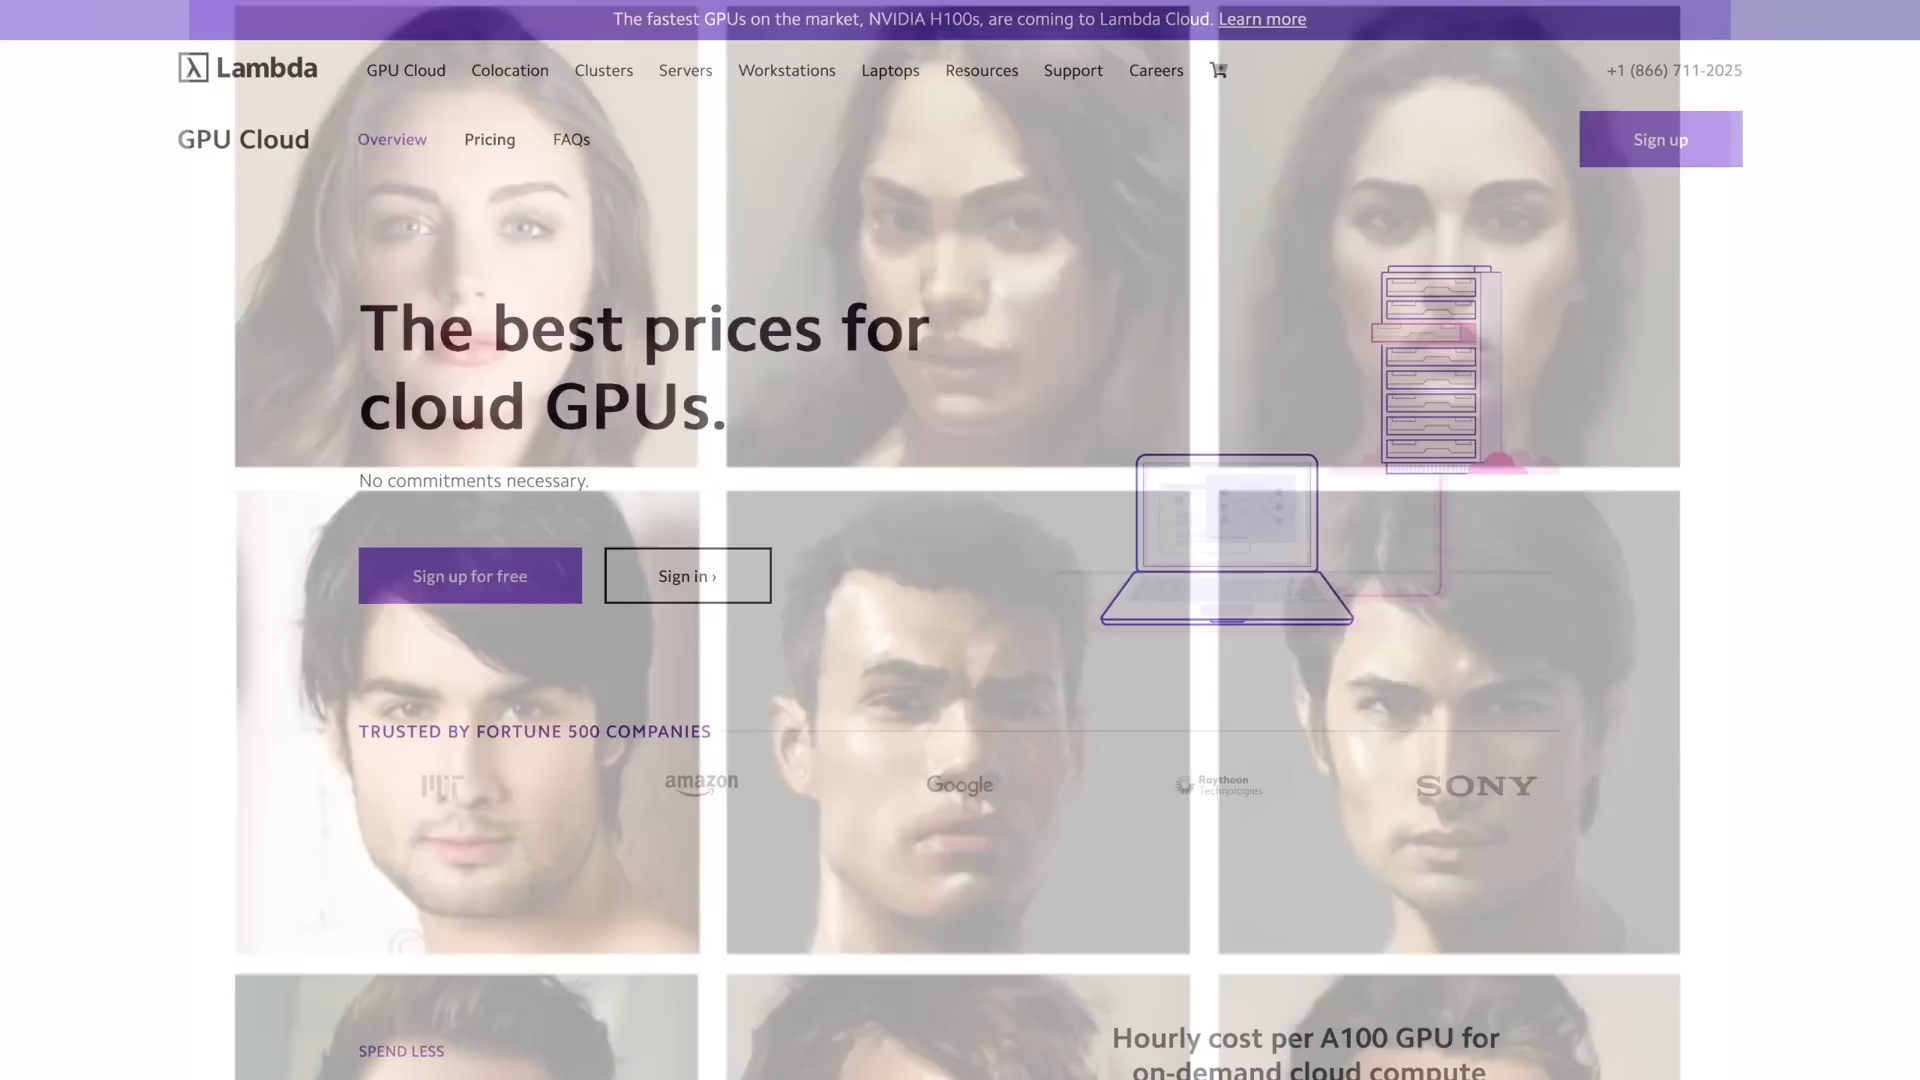 The fastest GPUs on the market, NVIDIA H100s, are coming to Lambda Cloud. Learn more
λ Lambda
GPU Cloud Colocation Clusters Servers Workstations Laptops Resources Support Careers
+1 (866) 711-2025
GPU Cloud
Overview Pricing FAQs
Sign up
The best prices for
cloud GPUs.
No commitments necessary.
Sign up for free
Sign in ›
TRUSTED BY FORTUNE 500 COMPANIES
MIT
amazon
Google
Raytheon
Technologies
SONY
SPEND LESS
Hourly cost per A100 GPU for
on-demand cloud compute